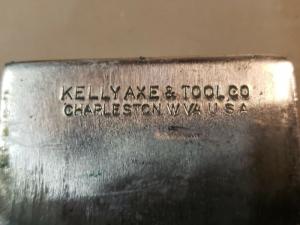 KELLY AXE & TOOL CO
CHARLESTON, W.VA. U.S.A